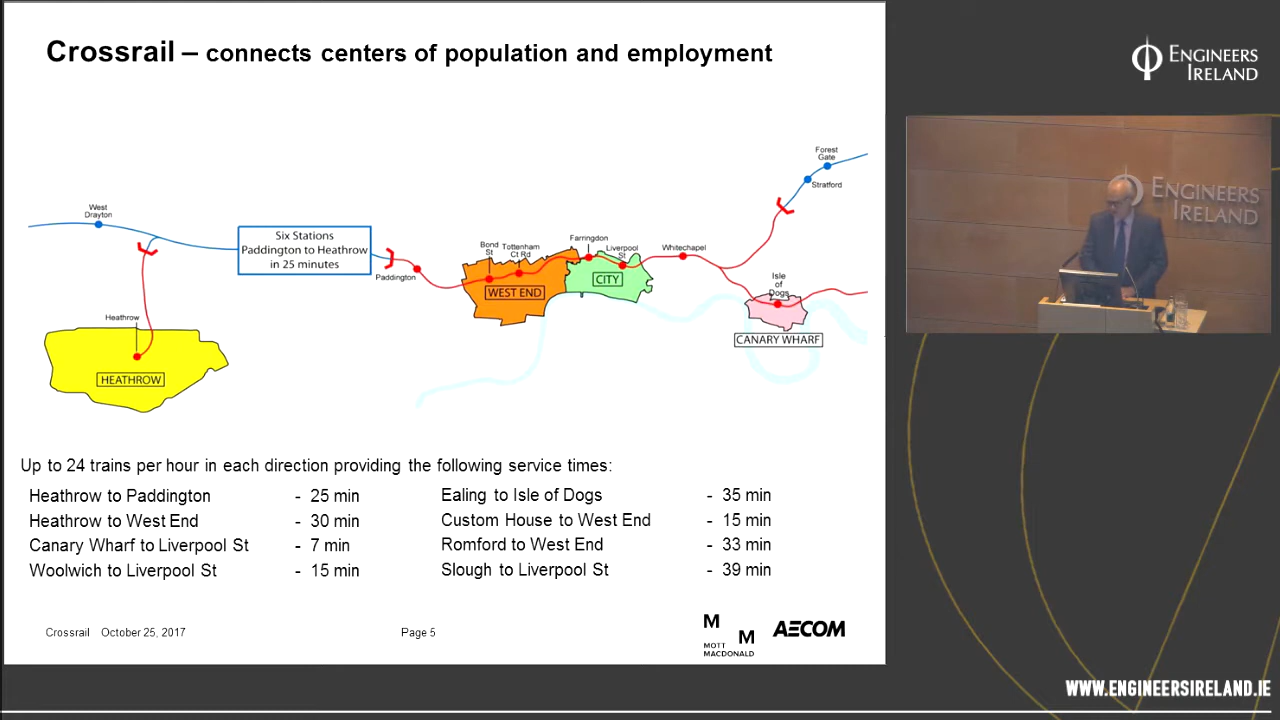 Crossrail – connects centers of population and employment
ENGINEERS
IRELAND
Forest
Gate
Stratford
West
Drayton
Six Stations
Paddington to Heathrow
in 25 minutes
Paddington
Bond
St
Tottenham
Ct Rd
Farringdon
Liverpool
St
Whitechapel
WEST END
CITY
Isle
of
Dogs
CANARY WHARF
Heathrow
HEATHROW
ENGINEERS
IRELAND
Up to 24 trains per hour in each direction providing the following service times:
Heathrow to Paddington - 25 min
Heathrow to West End - 30 min
Canary Wharf to Liverpool St - 7 min
Woolwich to Liverpool St - 15 min
Ealing to Isle of Dogs - 35 min
Custom House to West End - 15 min
Romford to West End - 33 min
Slough to Liverpool St - 39 min
Crossrail October 25, 2017
Page 5
M
M
MOTT
MACDONALD
AECOM
WWW.ENGINEERSIRELAND.IE